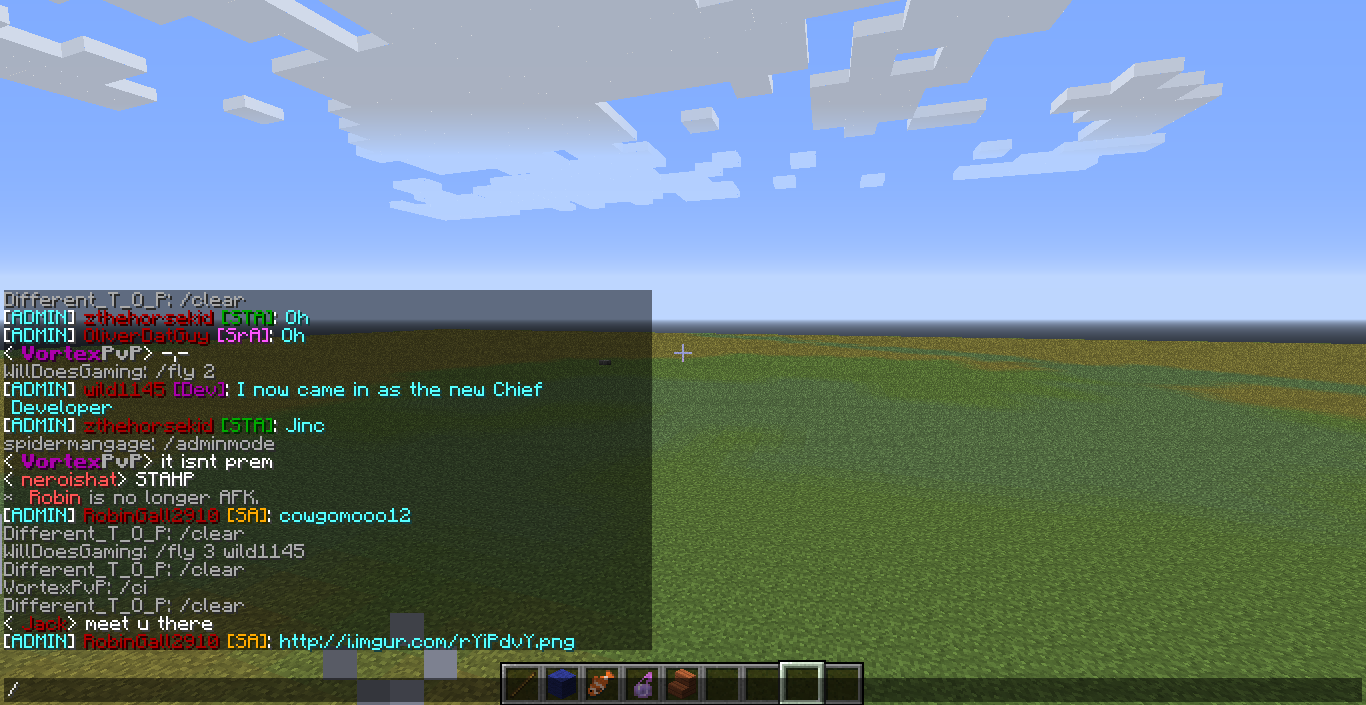 Different_T_O_P: /clear
[ADMIN] zthehorsekid [STA]: Oh
[ADMIN] OliverDatGuy [SrA]: Oh
< VortexPvP> -,-
WillDoesGaming: /fly 2
[ADMIN] wild1145 [Dev]: I now came in as the new Chief
Developer
[ADMIN] zthehorsekid [STA]: Jinc
spidermangage: /adminmode
< VortexPvP> it isnt prem
< neroishat> STAHP
* Robin is no longer AFK.
[ADMIN] RobinGall2910 [SA]: cowgomooo12
Different_T_O_P: /clear
WillDoesGaming: /fly 3 wild1145
Different_T_O_P: /clear
VortexPvP: /ci
Different_T_O_P: /clear
< Jack> meet u there
[ADMIN] RobinGall2910 [SA]: http://i.imgur.com/rYiPdvY.png
/